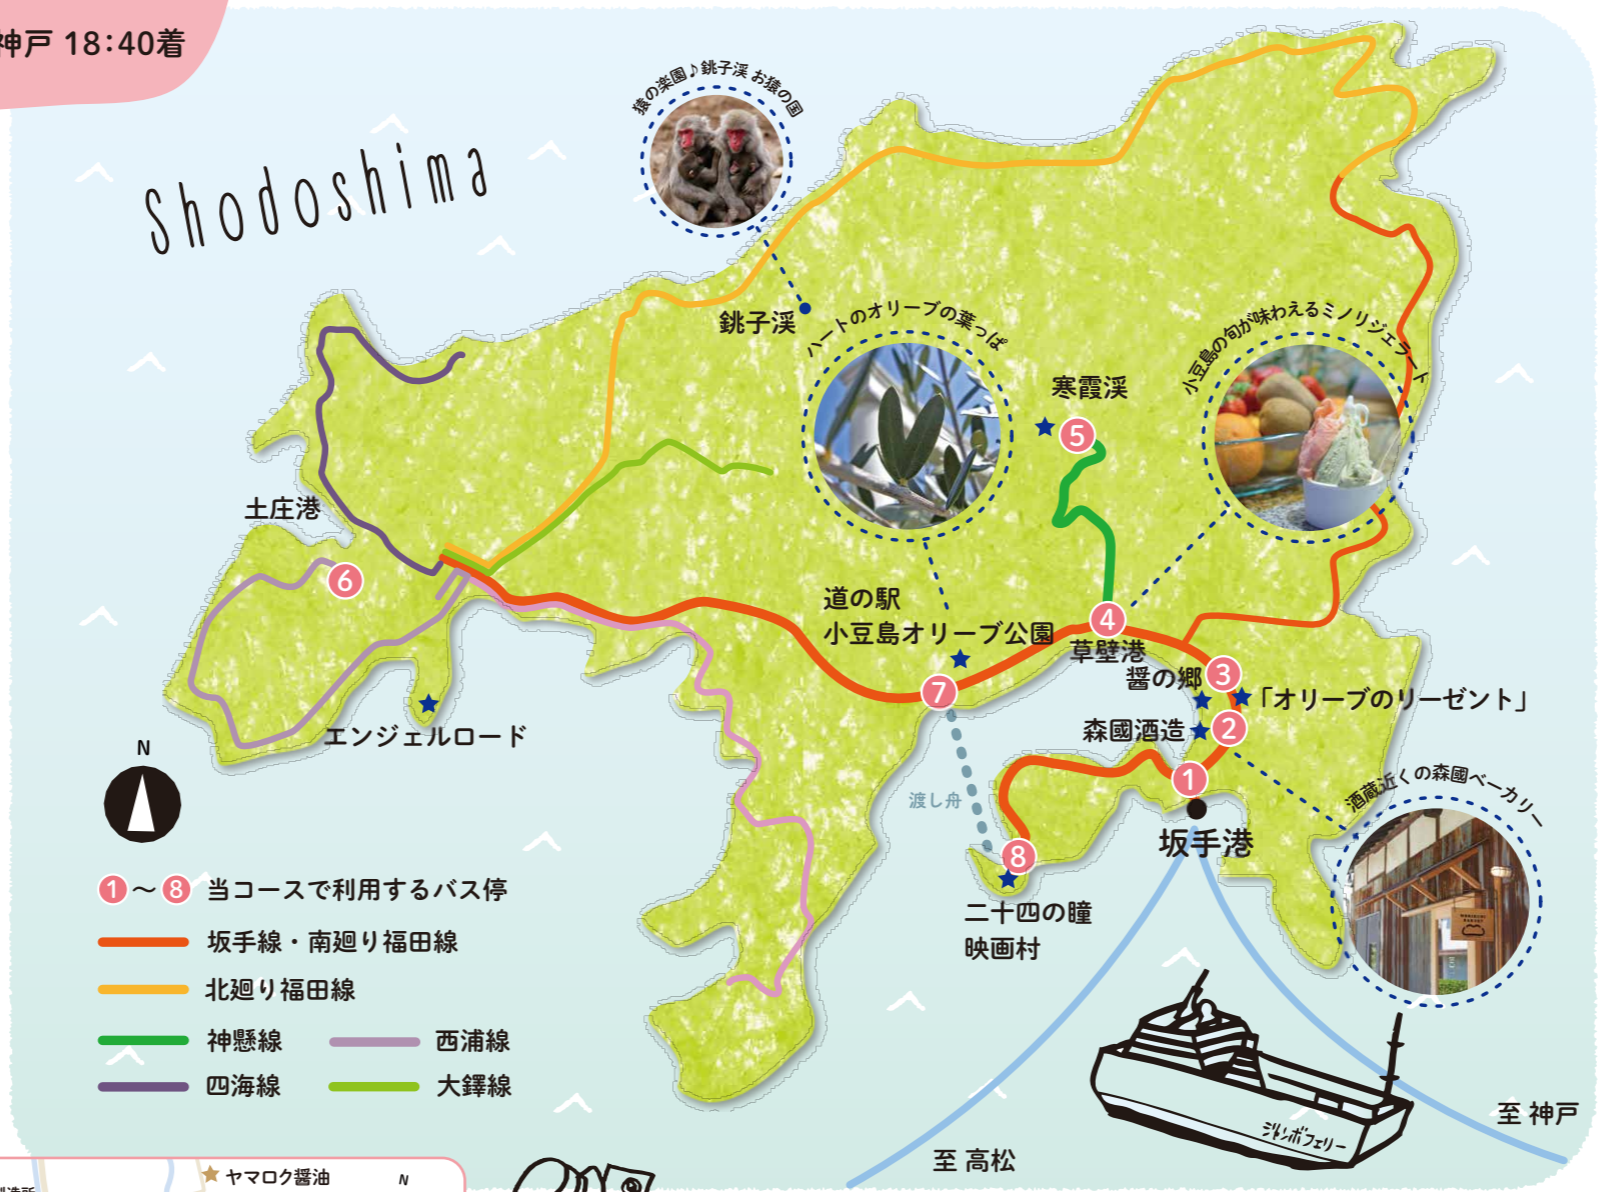 神戸 18:40着
Shodoshima
猿の楽園♪銚子渓 お猿の国
銚子渓
ハートのオリーブの葉っぱ
寒霞渓
5
小豆島の旬が味わえるミノリジェラート
土庄港
6
エンジェルロード
道の駅
小豆島オリーブ公園
7
4
草壁港
醤の郷
3
「オリーブのリーゼント」
森國酒造
2
1
坂手港
酒蔵近くの森國ベーカリー
渡し舟
8
二十四の瞳
映画村
N
1～8 当コースで利用するバス停
坂手線・南廻り福田線
北廻り福田線
神懸線 西浦線
四海線 大鐸線
ジャンボフェリー
至 神戸
至 高松
ヤマロク醤油
N